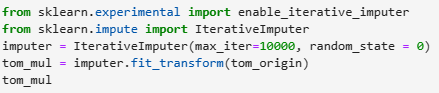 from sklearn.experimental import enable_iterative_imputer
from sklearn.impute import IterativeImputer
imputer = IterativeImputer(max_iter=10000, random_state = 0)
tom_mul = imputer.fit_transform(tom_origin)
tom_mul